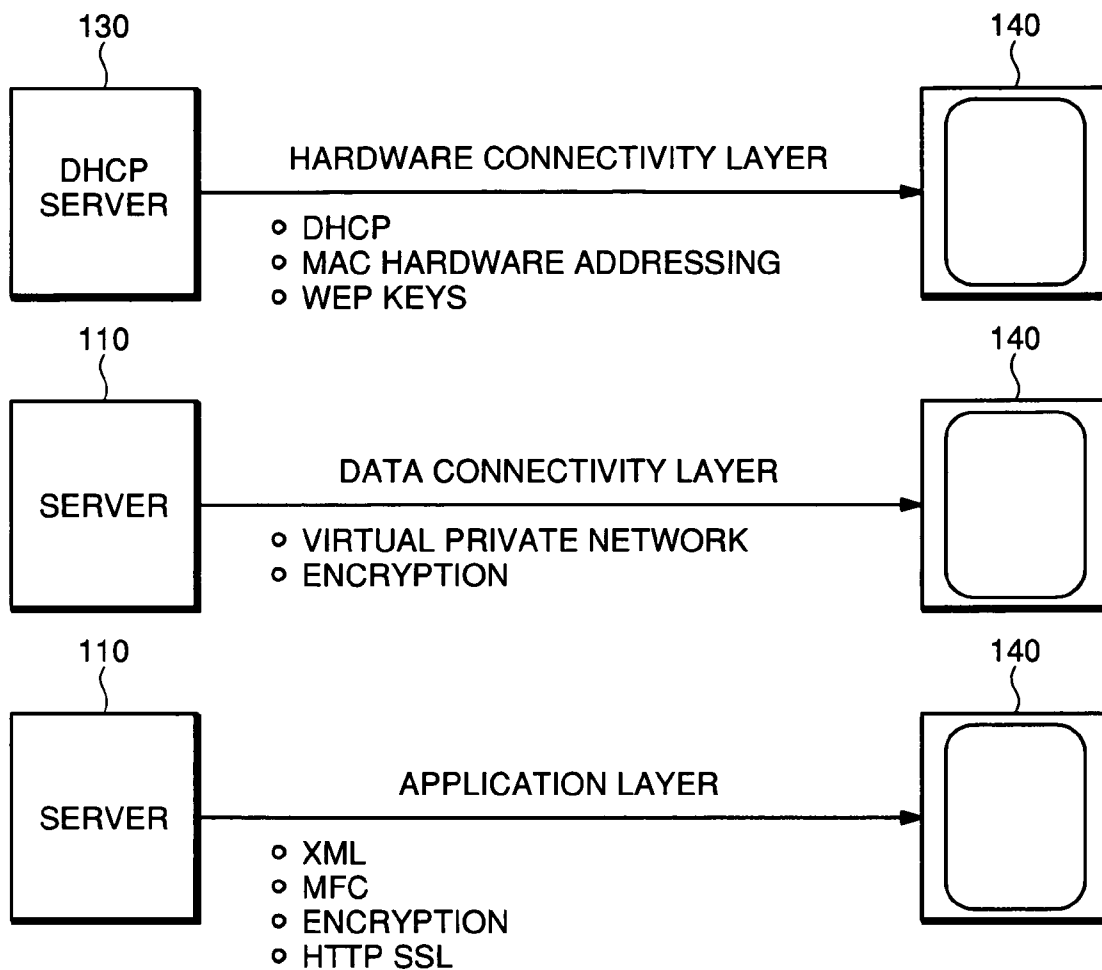 130
140
DHCP
SERVER
HARDWARE CONNECTIVITY LAYER
DHCP
MAC HARDWARE ADDRESSING
WEP KEYS
110
140
SERVER
DATA CONNECTIVITY LAYER
VIRTUAL PRIVATE NETWORK
ENCRYPTION
110
140
SERVER
APPLICATION LAYER
XML
MFC
ENCRYPTION
HTTP SSL